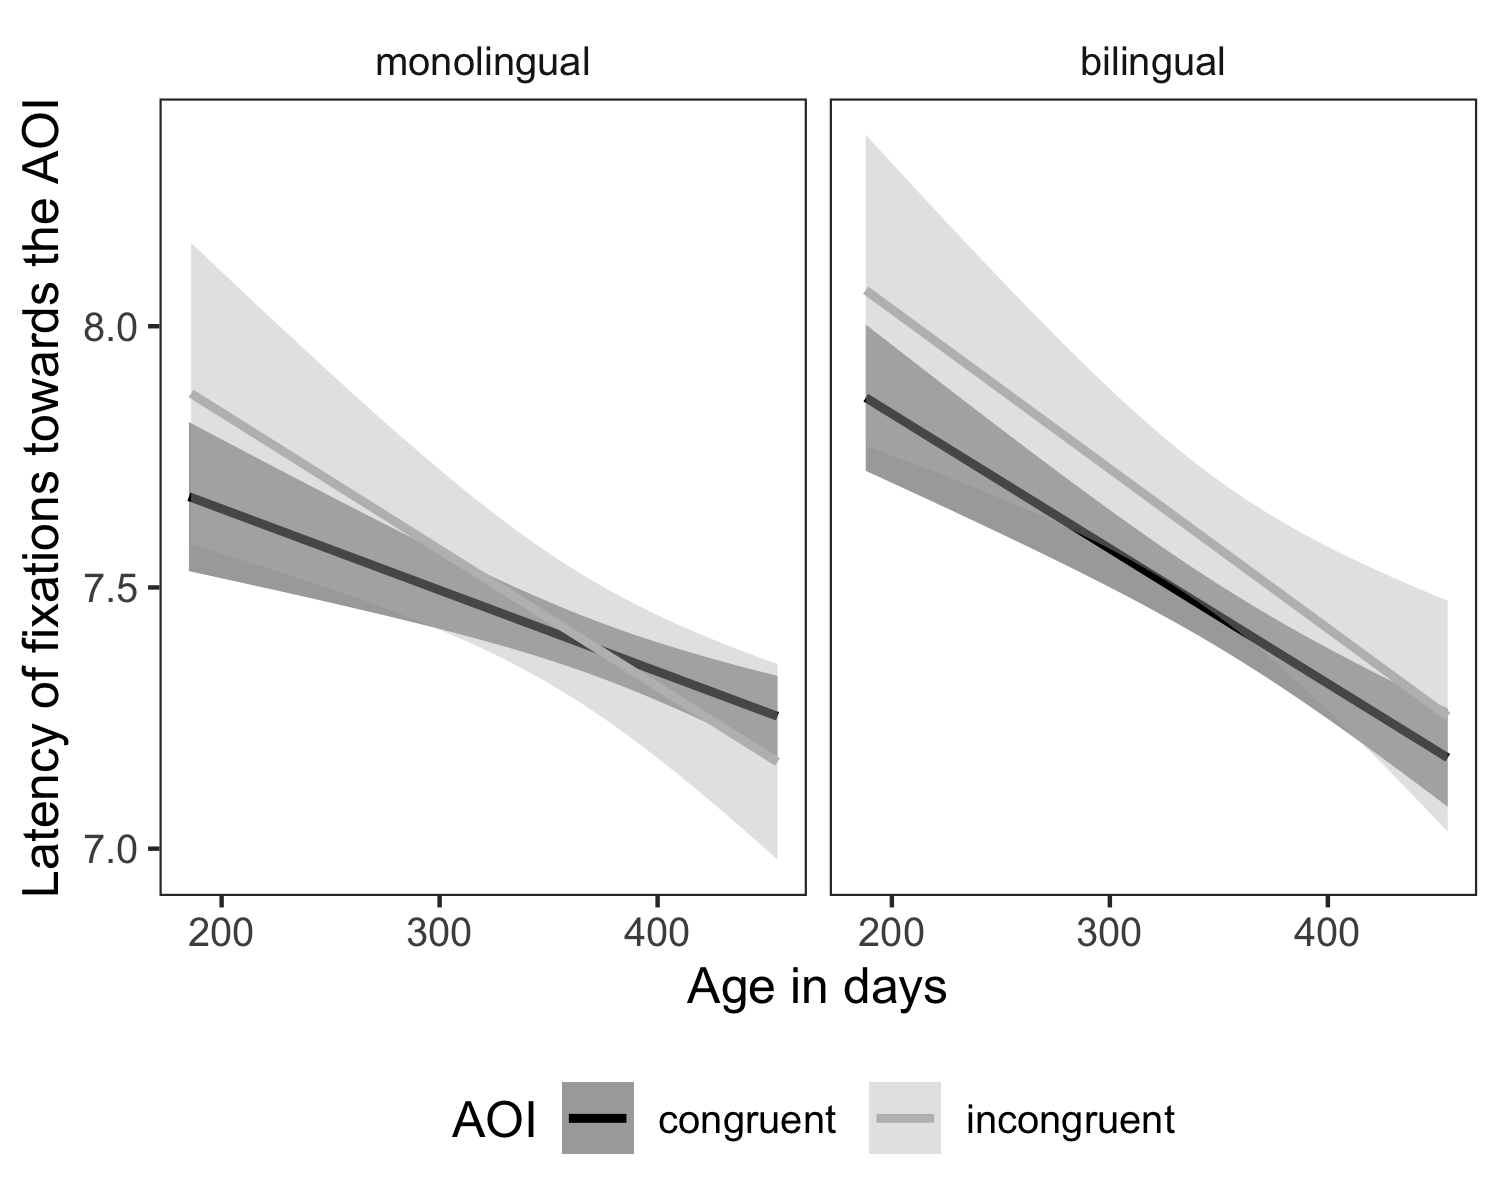 monolingual
bilingual
Latency of fixations towards the AOI
8.0
7.5
7.0
200 300 400
200 300 400
Age in days
AOI congruent incongruent